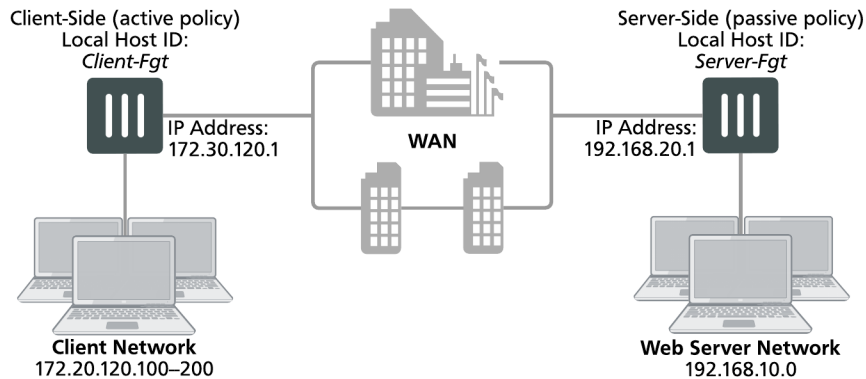 Client-Side (active policy)
Local Host ID:
Client-Fgt
Server-Side (passive policy)
Local Host ID:
Server-Fgt
IP Address:
172.30.120.1
WAN
IP Address:
192.168.20.1
Client Network
172.20.120.100–200
Web Server Network
192.168.10.0